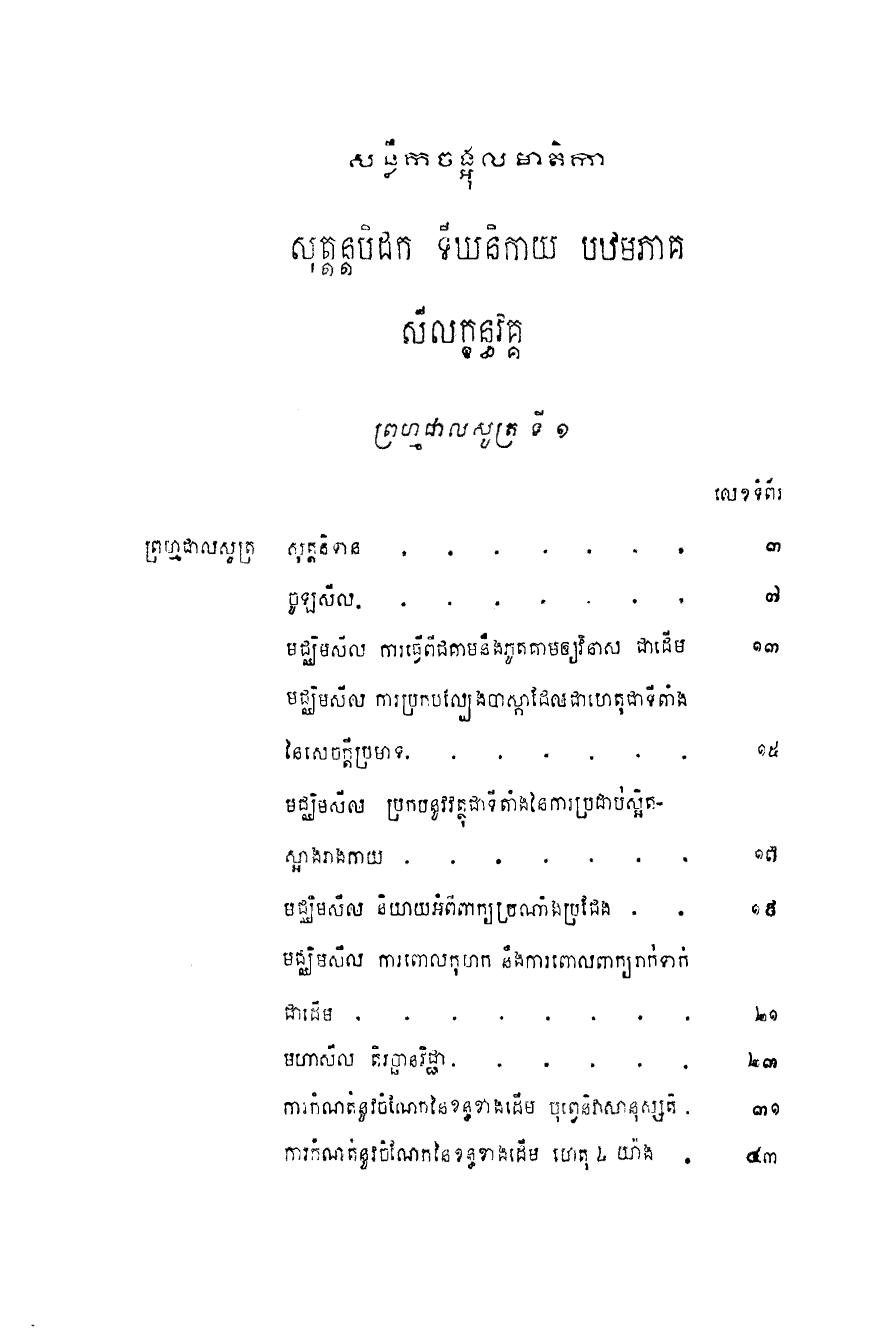 សន្លឹកចង្អុលមាតិកា
សុត្តន្តបិដក ទីឃនិកាយ បឋមភាគ
សីលក្ខន្ធវគ្គ
ព្រហ្មជាលសូត្រ ទី ១
លេខទំព័រ
ព្រហ្មជាលសូត្រ សុត្តនិទាន . . . . . . . ៣
ចូឡសីល. . . . . . . . ៧
មជ្ឈិមសីល ការធ្វើពីជគាមនឹងភូតគាមឲ្យវិនាស ជាដើម ១៣
មជ្ឈិមសីល ការប្រកបល្បែងបាស្កាដែលជាហេតុជាទីតាំង
នៃសេចក្តីប្រមាទ. . . . . . . ១៥
មជ្ឈិមសីល ប្រកបនូវវត្ថុជាទីតាំងនៃការប្រដាប់ស្អិត-
ស្អាងរាងកាយ . . . . . . . ១៧
មជ្ឈិមសីល និយាយអំពីពាក្យប្រណាំងប្រជែង . . ១៩
មជ្ឈិមសីល ការពោលកុហក នឹងការពោលពាក្យរាក់ទាក់
ជាដើម . . . . . . . . ២១
មហាសីល តិរច្ឆានវិជ្ជា. . . . . . ២៣
ការកំណត់នូវចំណែកនៃខន្ធខាងដើម បុព្វេនិវាសានុស្សតិ . ៣១
ការកំណត់នូវចំណែកនៃខន្ធខាងដើម ហេតុ ៤ យ៉ាង . ៤៣